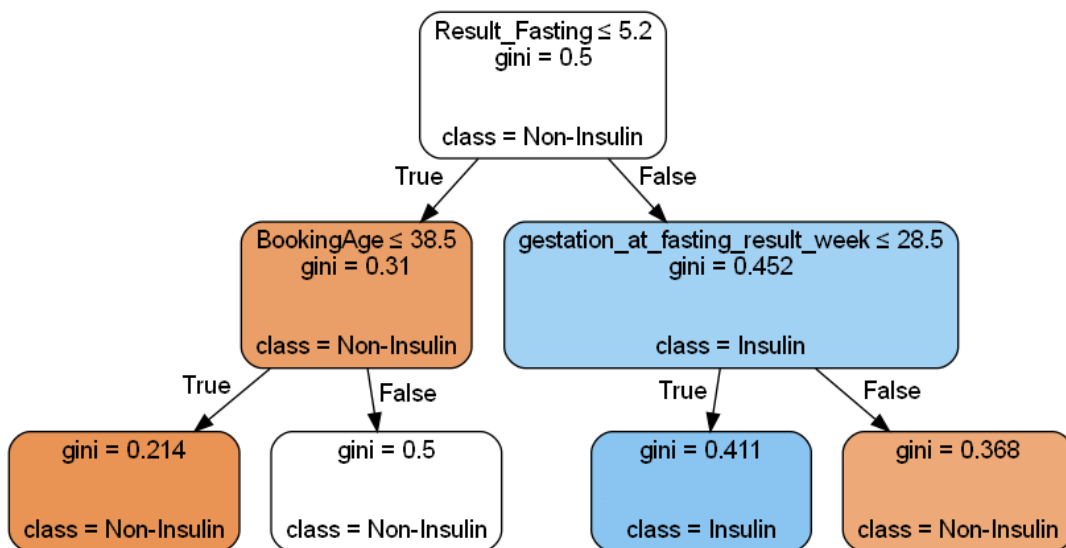 Result_Fasting ≤ 5.2
gini = 0.5
class = Non-Insulin
True
False
BookingAge ≤ 38.5
gini = 0.31
class = Non-Insulin
gestation_at_fasting_result_week ≤ 28.5
gini = 0.452
class = Insulin
True
False
True
False
gini = 0.214
class = Non-Insulin
gini = 0.5
class = Non-Insulin
gini = 0.411
class = Insulin
gini = 0.368
class = Non-Insulin